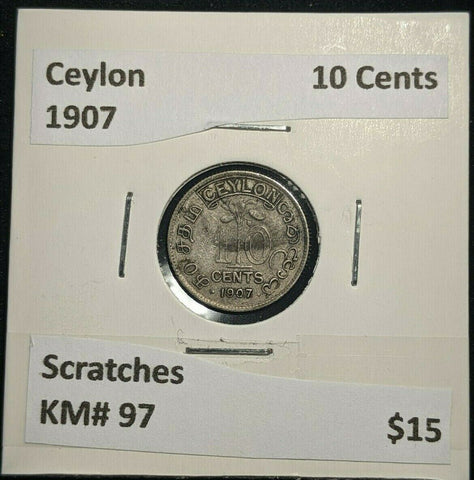 Ceylon 10 Cents
1907
CEYLON
10
CENTS
1907
Scratches
KM# 97 $15